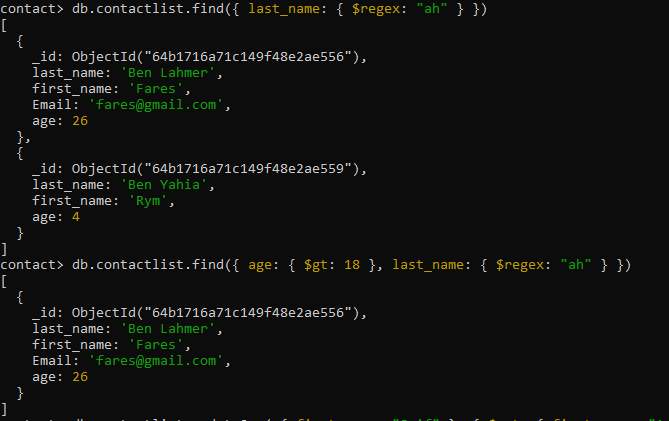 contact> db.contactlist.find({ last_name: { $regex: "ah" } })
[
  {
    _id: ObjectId("64b1716a71c149f48e2ae556"),
    last_name: 'Ben Lahmer',
    first_name: 'Fares',
    Email: 'fares@gmail.com',
    age: 26
  },
  {
    _id: ObjectId("64b1716a71c149f48e2ae559"),
    last_name: 'Ben Yahia',
    first_name: 'Rym',
    age: 4
  }
]
contact> db.contactlist.find({ age: { $gt: 18 }, last_name: { $regex: "ah" } })
[
  {
    _id: ObjectId("64b1716a71c149f48e2ae556"),
    last_name: 'Ben Lahmer',
    first_name: 'Fares',
    Email: 'fares@gmail.com',
    age: 26
  }
]